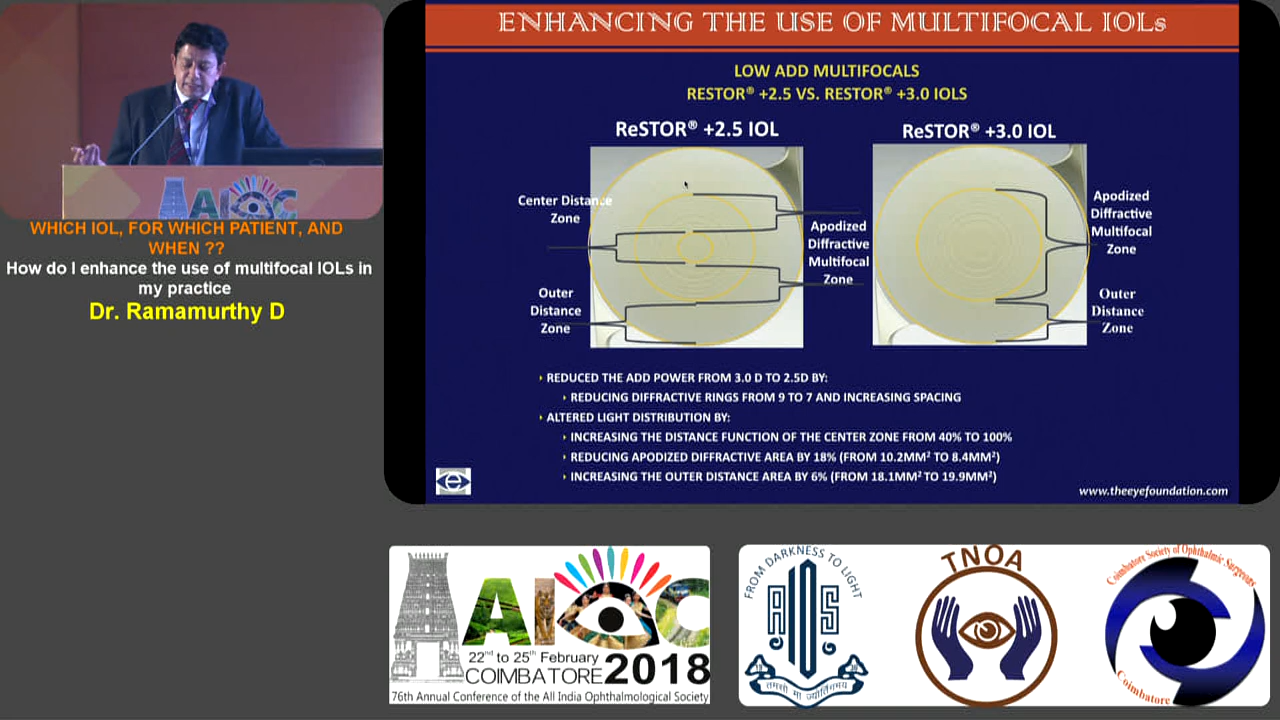 AIOC
WHICH IOL, FOR WHICH PATIENT, AND
WHEN ??
How do I enhance the use of multifocal IOLs in
my practice
Dr. Ramamurthy D
ENHANCING THE USE OF MULTIFOCAL IOLs
LOW ADD MULTIFOCALS
RESTOR® +2.5 VS. RESTOR® +3.0 IOLS
ReSTOR® +2.5 IOL
ReSTOR® +3.0 IOL
Center Distance
Zone
Outer
Distance
Zone
Apodized
Diffractive
Multifocal
Zone
Apodized
Diffractive
Multifocal
Zone
Outer
Distance
Zone
REDUCED THE ADD POWER FROM 3.0 D TO 2.5D BY:
REDUCING DIFFRACTIVE RINGS FROM 9 TO 7 AND INCREASING SPACING
ALTERED LIGHT DISTRIBUTION BY:
INCREASING THE DISTANCE FUNCTION OF THE CENTER ZONE FROM 40% TO 100%
REDUCING APODIZED DIFFRACTIVE AREA BY 18% (FROM 10.2MM² TO 8.4MM²)
INCREASING THE OUTER DISTANCE AREA BY 6% (FROM 18.1MM² TO 19.9MM²)
e
www.theeyefoundation.com
AIOC
22nd to 25th February
COIMBATORE 2018
76th Annual Conference of the All India Ophthalmological Society
FROM DARKNESS TO LIGHT
AIOS
तमसो मा ज्योतिर्गमय
TNOA
Coimbatore Society of Ophthalmic Surgeons
Coimbatore